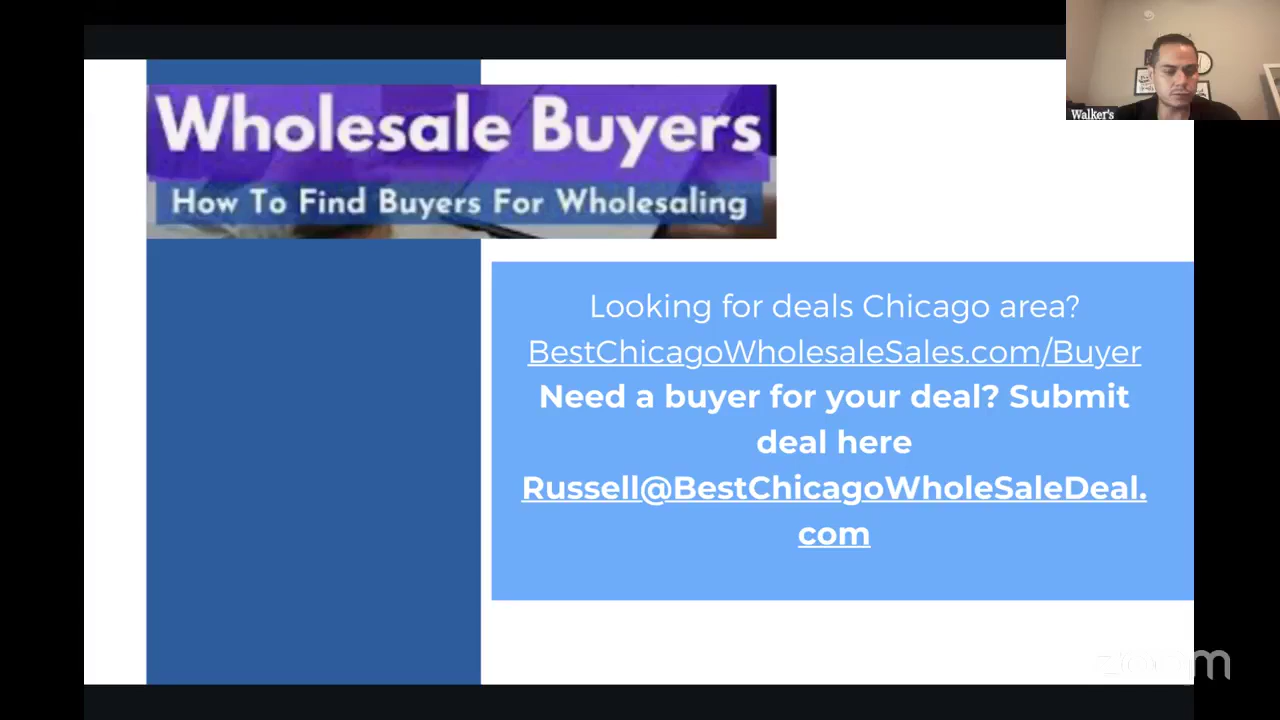 Walker's
Wholesale Buyers
How To Find Buyers For Wholesaling
Looking for deals Chicago area?
BestChicagoWholesaleSales.com/Buyer
Need a buyer for your deal? Submit
deal here
Russell@BestChicagoWholeSaleDeal.
com
zoom